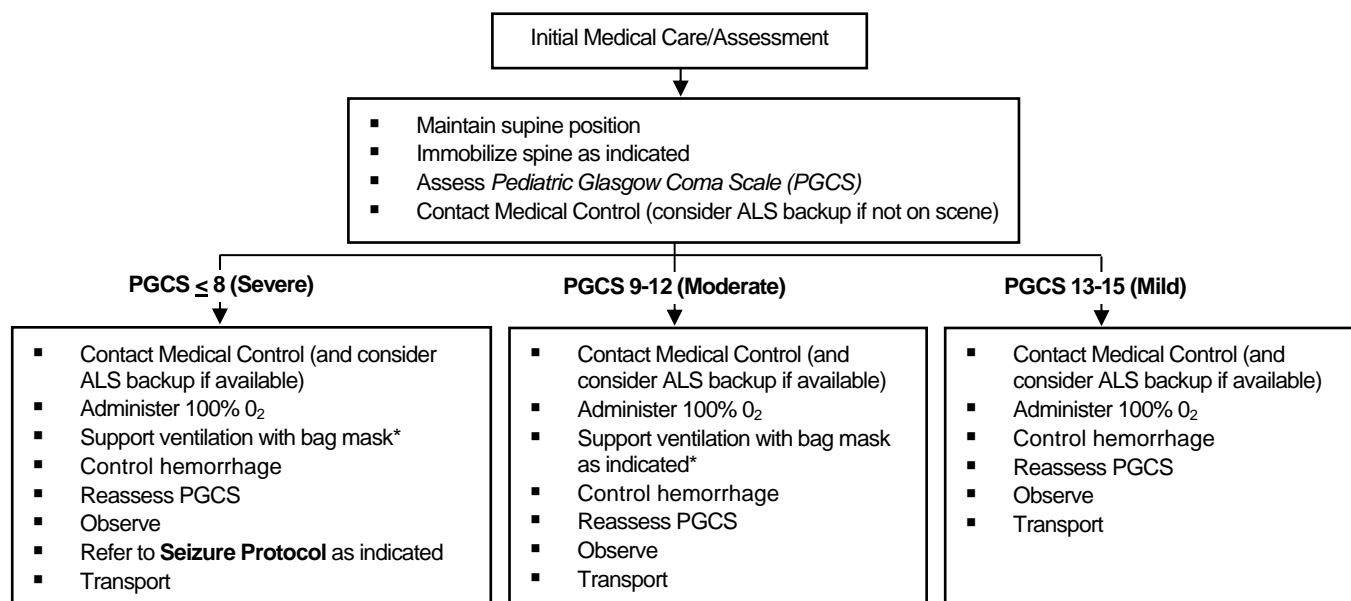 Initial Medical Care/Assessment
▪ Maintain supine position
▪ Immobilize spine as indicated
▪ Assess Pediatric Glasgow Coma Scale (PGCS)
▪ Contact Medical Control (consider ALS backup if not on scene)
PGCS ≤ 8 (Severe)
▪ Contact Medical Control (and consider
ALS backup if available)
▪ Administer 100% 0₂
▪ Support ventilation with bag mask*
▪ Control hemorrhage
▪ Reassess PGCS
▪ Observe
▪ Refer to Seizure Protocol as indicated
▪ Transport
PGCS 9-12 (Moderate)
▪ Contact Medical Control (and
consider ALS backup if available)
▪ Administer 100% 0₂
▪ Support ventilation with bag mask
as indicated*
▪ Control hemorrhage
▪ Reassess PGCS
▪ Observe
▪ Transport
PGCS 13-15 (Mild)
▪ Contact Medical Control (and
consider ALS backup if available)
▪ Administer 100% 0₂
▪ Control hemorrhage
▪ Reassess PGCS
▪ Observe
▪ Transport